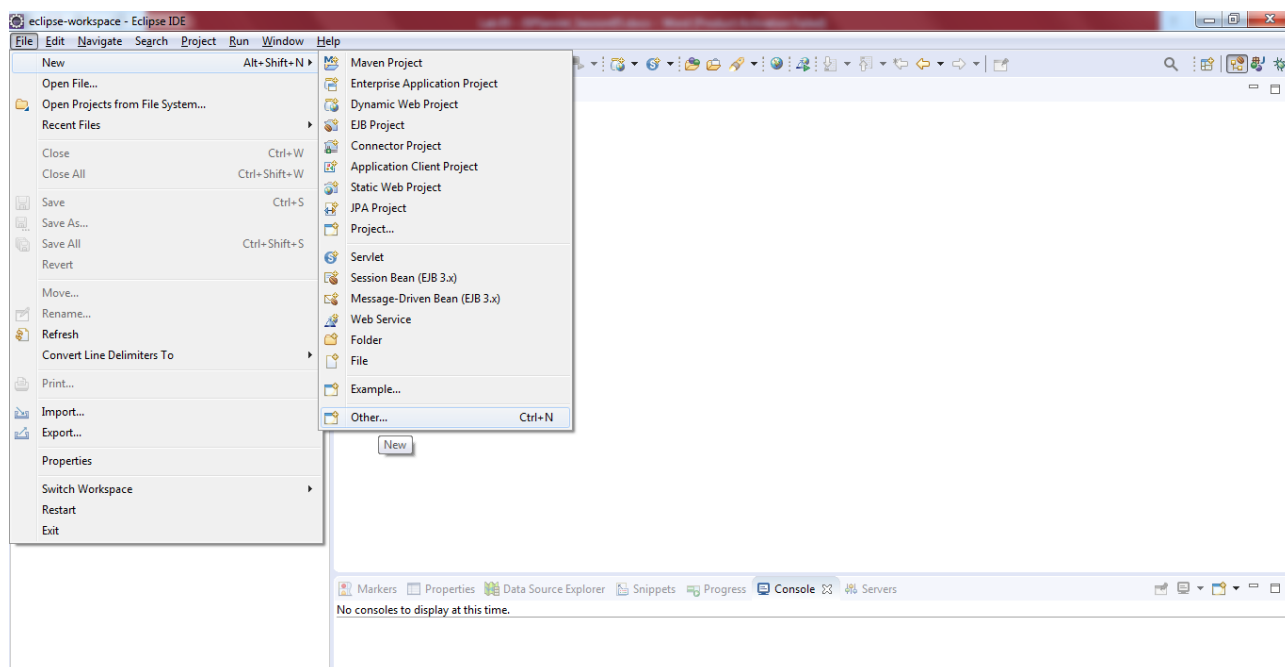 eclipse-workspace - Eclipse IDE
File Edit Navigate Search Project Run Window Help
New Alt+Shift+N
Open File...
Open Projects from File System...
Recent Files
Close Ctrl+W
Close All Ctrl+Shift+W
Save Ctrl+S
Save As...
Save All Ctrl+Shift+S
Revert
Move...
Rename...
Refresh
Convert Line Delimiters To
Print...
Import...
Export...
Properties
Switch Workspace
Restart
Exit
Maven Project
Enterprise Application Project
Dynamic Web Project
EJB Project
Connector Project
Application Client Project
Static Web Project
JPA Project
Project...
Servlet
Session Bean (EJB 3.x)
Message-Driven Bean (EJB 3.x)
Web Service
Folder
File
Example...
Other... Ctrl+N
New
Markers Properties Data Source Explorer Snippets Progress Console Servers
No consoles to display at this time.